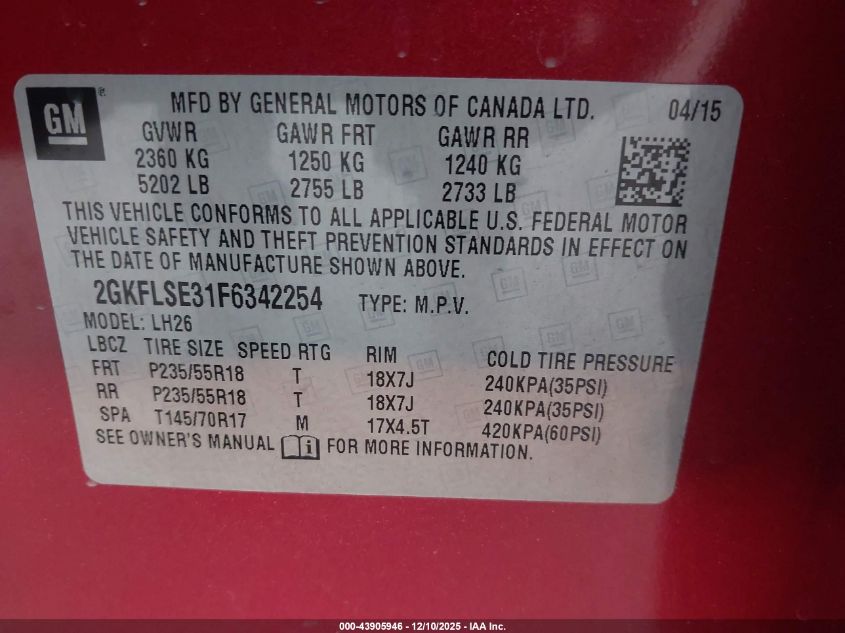 GM ® MFD BY GENERAL MOTORS OF CANADA LTD. 04/15
GVWR GAWR FRT GAWR RR
2360 KG 1250 KG 1240 KG
5202 LB 2755 LB 2733 LB
THIS VEHICLE CONFORMS TO ALL APPLICABLE U.S. FEDERAL MOTOR
VEHICLE SAFETY AND THEFT PREVENTION STANDARDS IN EFFECT ON
THE DATE OF MANUFACTURE SHOWN ABOVE.
2GKFLSE31F6342254 TYPE: M.P.V.
MODEL: LH26
LBCZ TIRE SIZE SPEED RTG RIM COLD TIRE PRESSURE
FRT P235/55R18 T 18X7J 240KPA(35PSI)
RR P235/55R18 T 18X7J 240KPA(35PSI)
SPA T145/70R17 M 17X4.5T 420KPA(60PSI)
SEE OWNER'S MANUAL i FOR MORE INFORMATION.
000-43905946 - 12/10/2025 - IAA Inc.